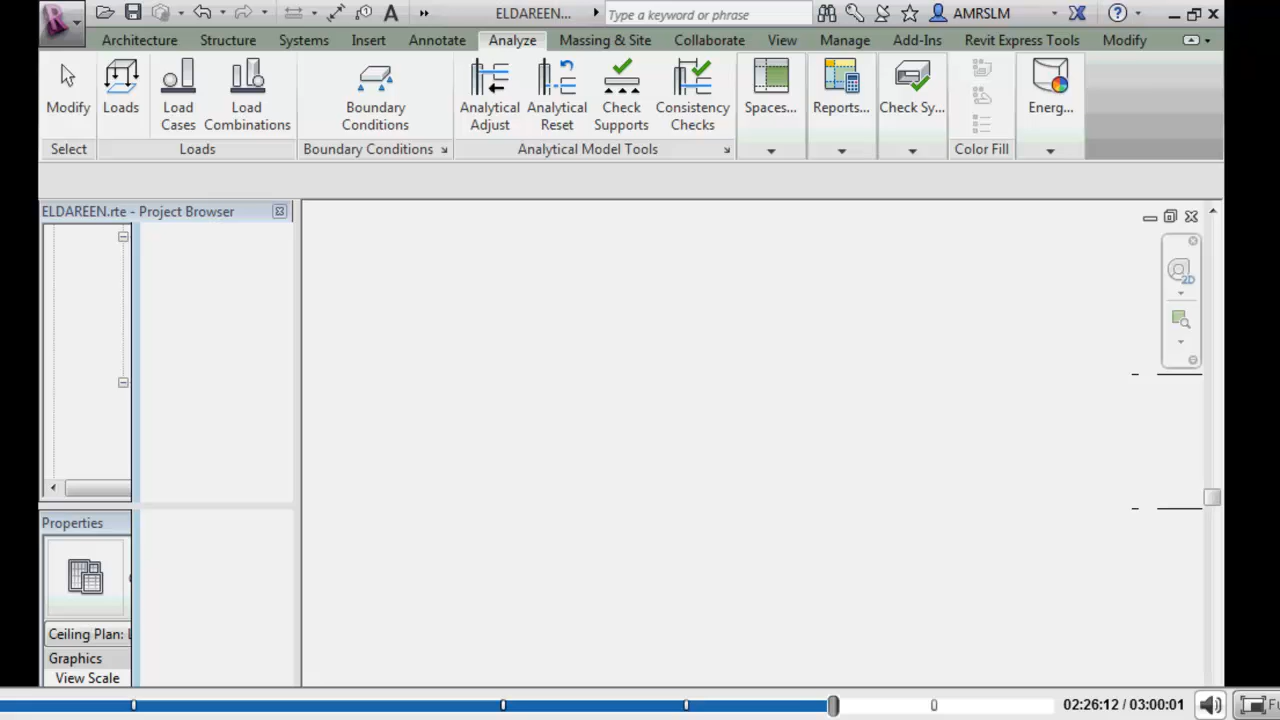 ELDAREEN...
Type a keyword or phrase
AMRSLM
Architecture Structure Systems Insert Annotate Analyze Massing & Site Collaborate View Manage Add-Ins Revit Express Tools Modify
Modify
Loads
Load Cases
Load Combinations
Boundary Conditions
Analytical Adjust
Analytical Reset
Check Supports
Consistency Checks
Spaces...
Reports...
Check Sy...
Energ...
Select
Loads
Boundary Conditions
Analytical Model Tools
Color Fill
ELDAREEN.rte - Project Browser
2D
Properties
Ceiling Plan:
Graphics
View Scale
02:26:12 / 03:00:01